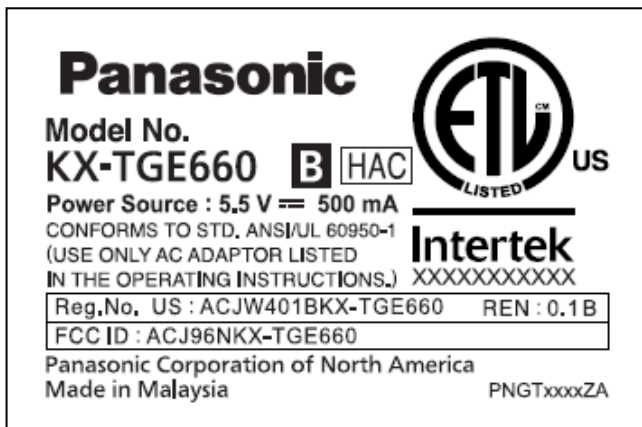 Panasonic
Model No.
KX-TGE660 B HAC
Power Source : 5.5 V ⎓ 500 mA
CONFORMS TO STD. ANSI/UL 60950-1
(USE ONLY AC ADAPTOR LISTED
IN THE OPERATING INSTRUCTIONS.)
ETL CM
LISTED
US
Intertek
XXXXXXXXXXX
Reg.No. US : ACJW401BKX-TGE660 REN : 0.1B
FCC ID : ACJ96NKX-TGE660
Panasonic Corporation of North America
Made in Malaysia PNGTxxxxZA